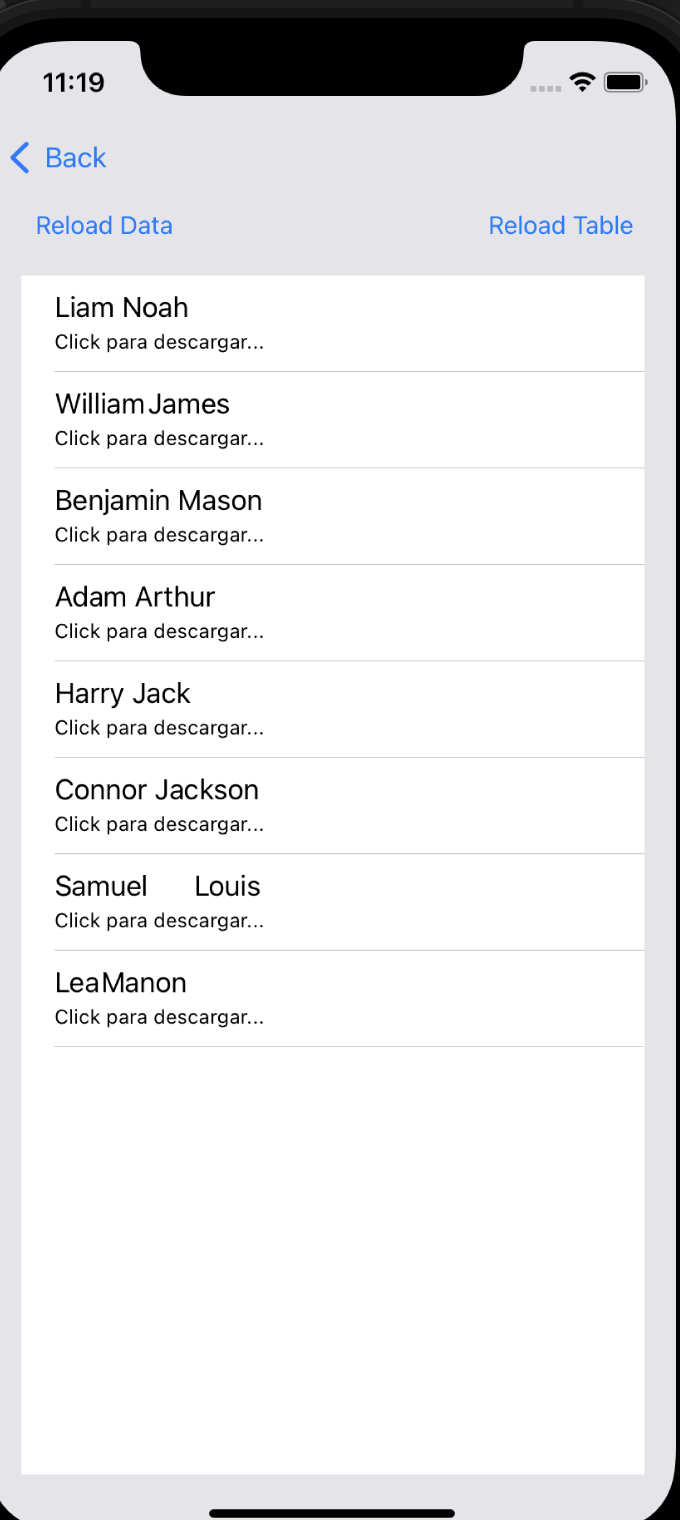 11:19
Back
Reload Data Reload Table
Liam Noah
Click para descargar...
William James
Click para descargar...
Benjamin Mason
Click para descargar...
Adam Arthur
Click para descargar...
Harry Jack
Click para descargar...
Connor Jackson
Click para descargar...
Samuel Louis
Click para descargar...
LeaManon
Click para descargar...